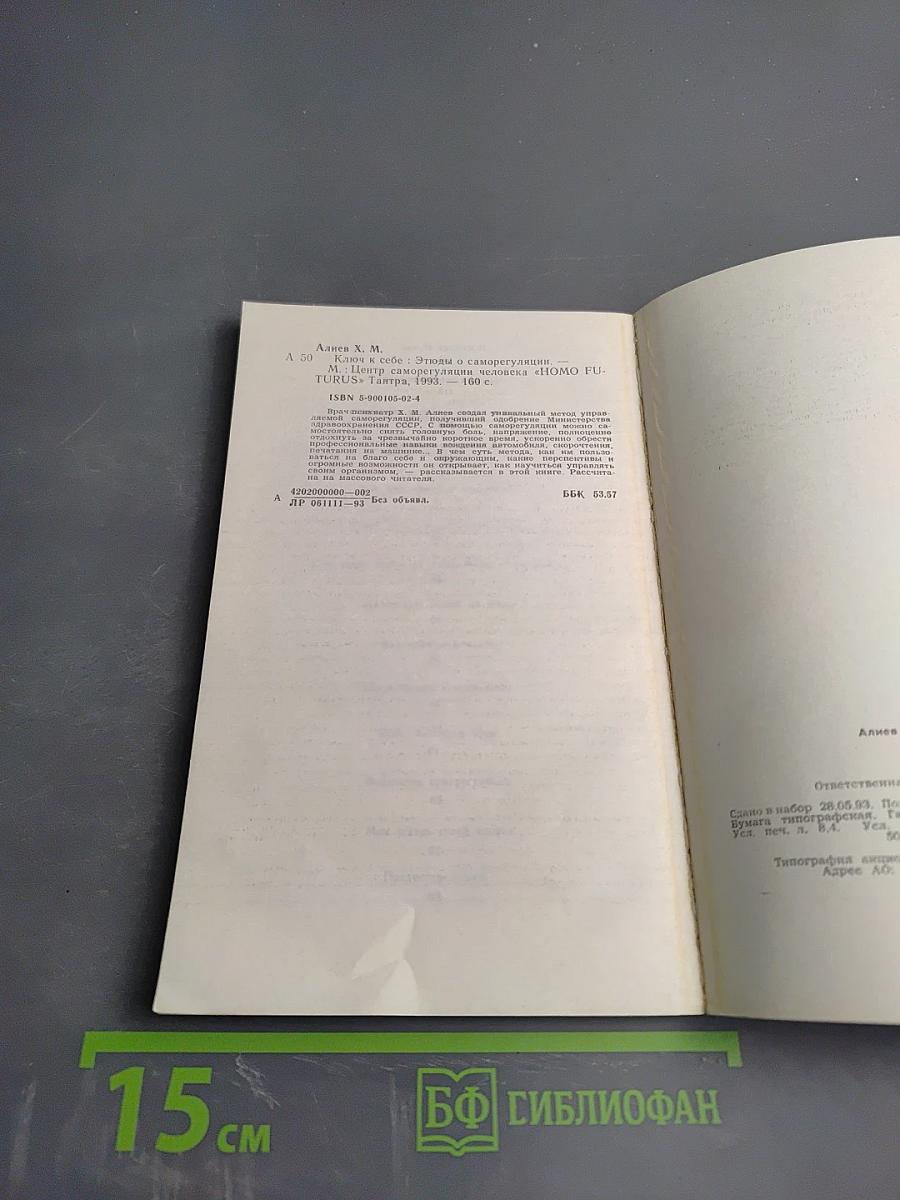 Алиев Х. М.
А 50 Ключ к себе : Этюды о саморегуляции. —
М. : Центр саморегуляции человека «HOMO FU-
TURUS» Тантра, 1993. — 160 с.
ISBN 5-900105-02-4
Врач-психиатр Х. М. Алиев создал уникальный метод управ-
ляемой саморегуляции, получивший одобрение Министерства
здравоохранения СССР. С помощью саморегуляции можно са-
мостоятельно снять головную боль, напряжение, полноценно
отдохнуть за чрезвычайно короткое время, ускоренно обрести
профессиональные навыки вождения автомобиля, скорочтения,
печатания на машинке... В чем суть метода, как им пользо-
ваться на благо себе и окружающим, какие перспективы и
огромные возможности он открывает, как научиться управлять
своим организмом, — рассказывается в этой книге. Рассчита-
на на массового читателя.
А 4202000000—002
ЛР 061111—93 Без объявл.
ББК 53.57
Алиев
Ответственна
Сдано в набор 28.05.93. По
Бумага типографская. Га
Усл. печ. л. 8,4. Усл.
50
Типография акцио
Адрес АО:
15 см
БФ БИБЛИОФАН